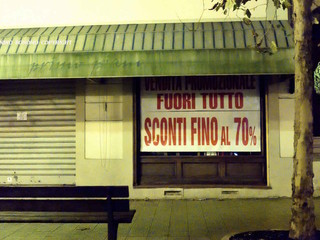 VENDITA PROMOZIONALE
FUORI TUTTO
SCONTI FINO AL 70%